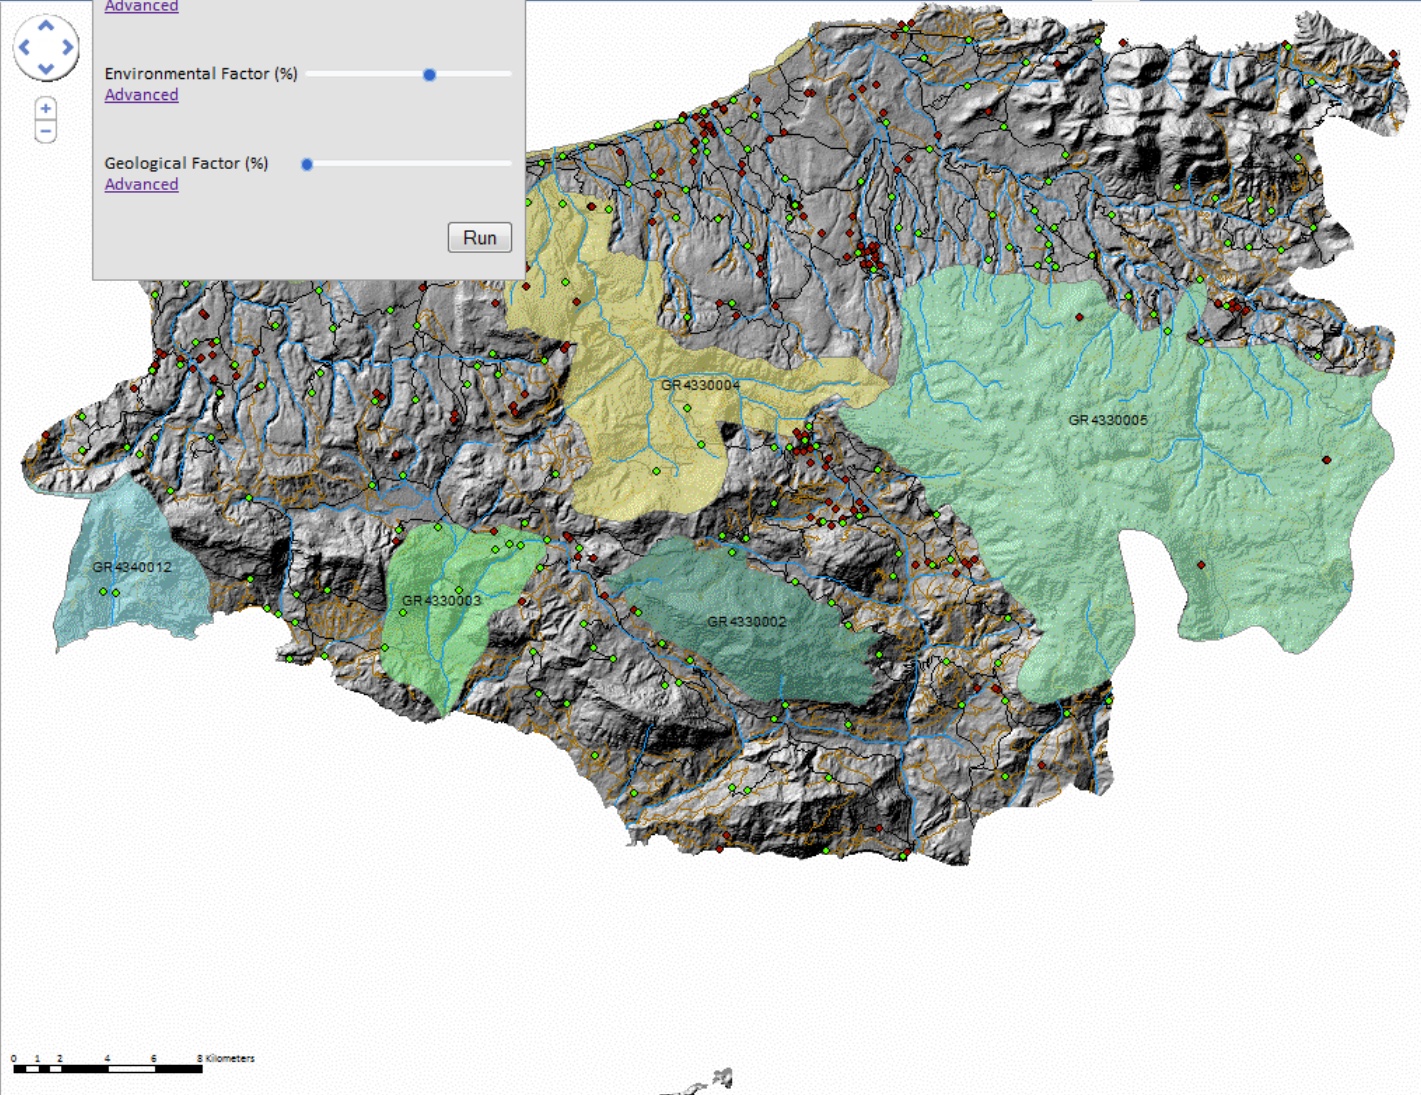 Advanced
Environmental Factor (%)
Advanced
Geological Factor (%)
Advanced
Run
GR4330004
GR4330005
GR4340012
GR4330003
GR4330002
0 1 2 4 6 8 Kilometers